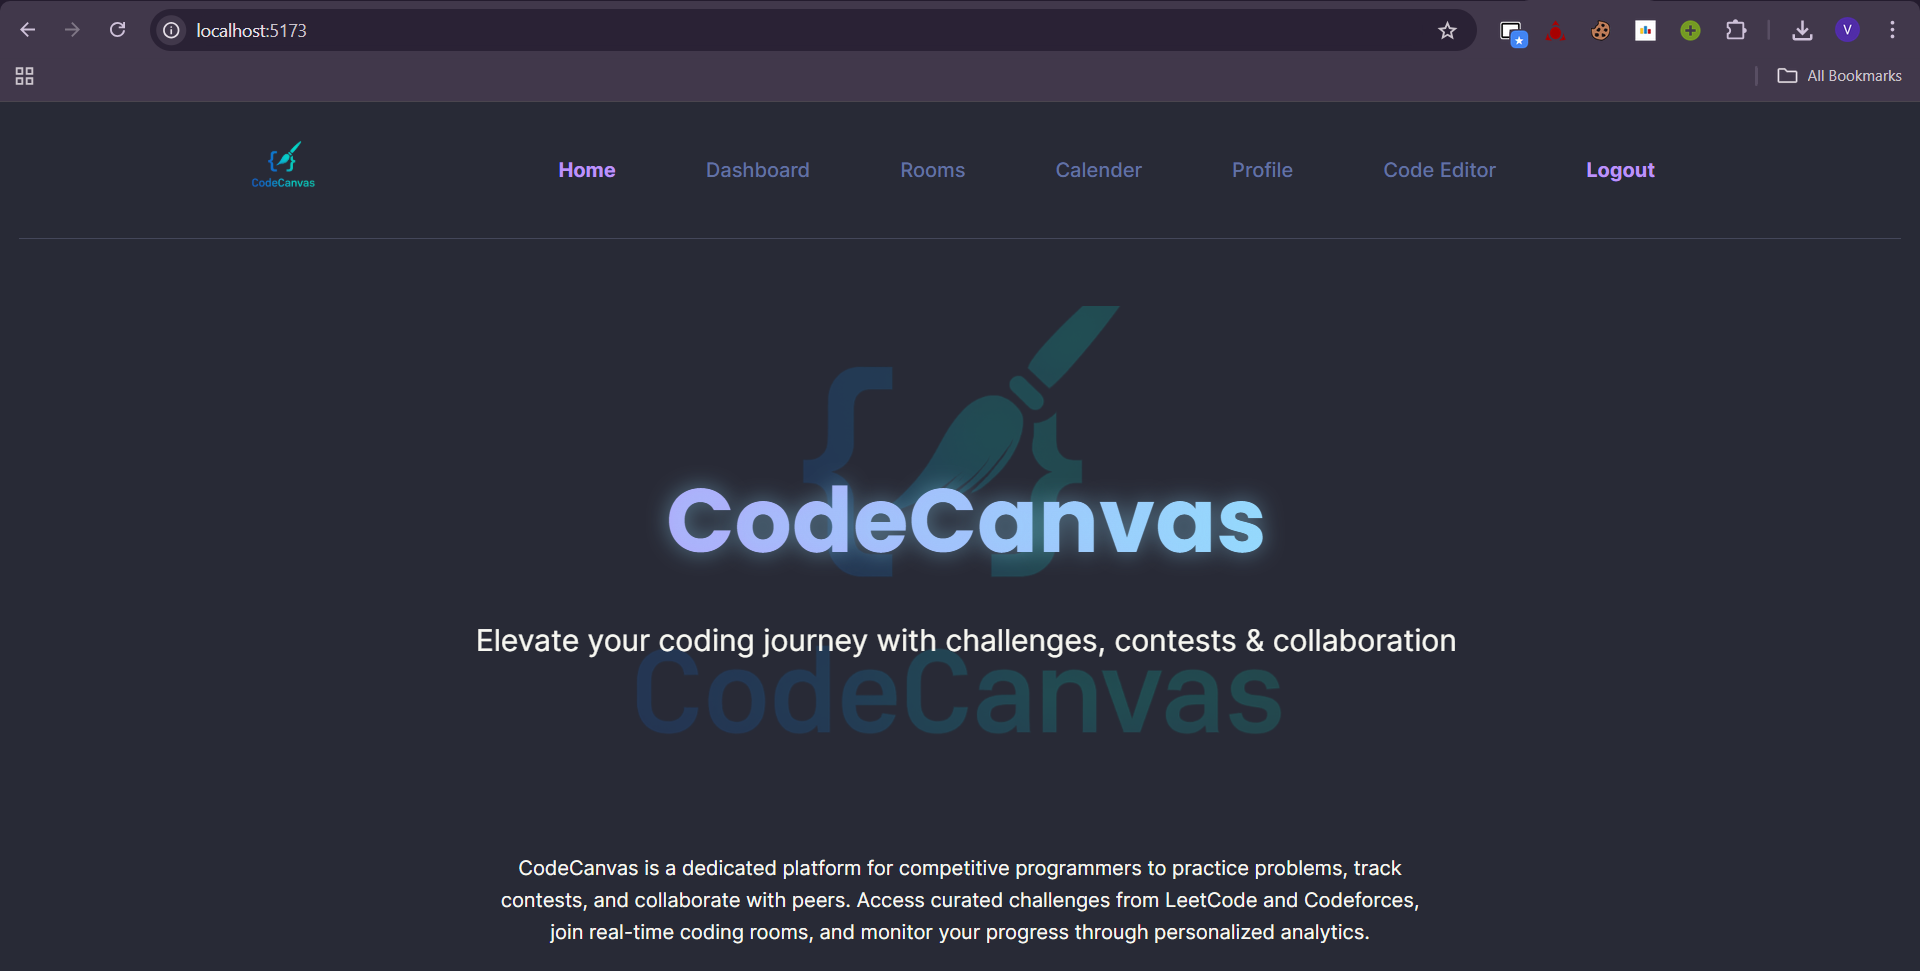 localhost:5173
V
All Bookmarks
CodeCanvas
Home
Dashboard
Rooms
Calender
Profile
Code Editor
Logout
CodeCanvas
Elevate your coding journey with challenges, contests & collaboration
CodeCanvas
CodeCanvas is a dedicated platform for competitive programmers to practice problems, track
contests, and collaborate with peers. Access curated challenges from LeetCode and Codeforces,
join real-time coding rooms, and monitor your progress through personalized analytics.